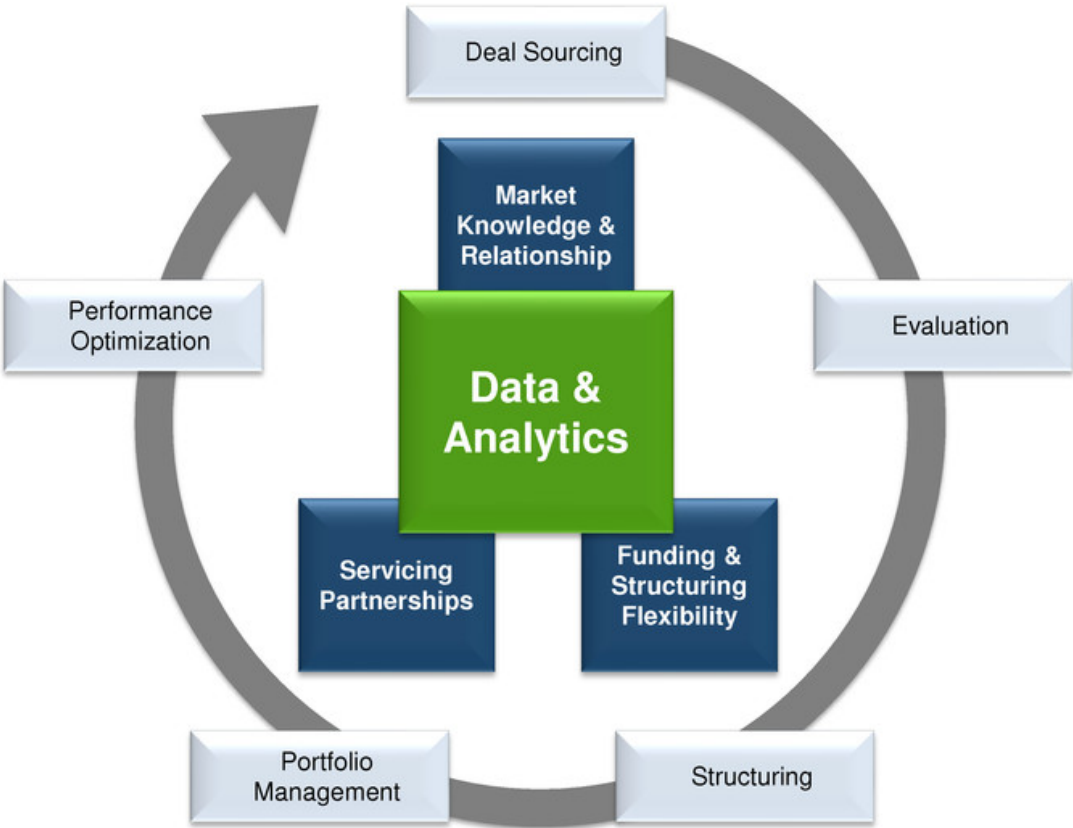 Deal Sourcing
Market
Knowledge &
Relationship
Performance
Optimization
Evaluation
Data &
Analytics
Servicing
Partnerships
Funding &
Structuring
Flexibility
Portfolio
Management
Structuring